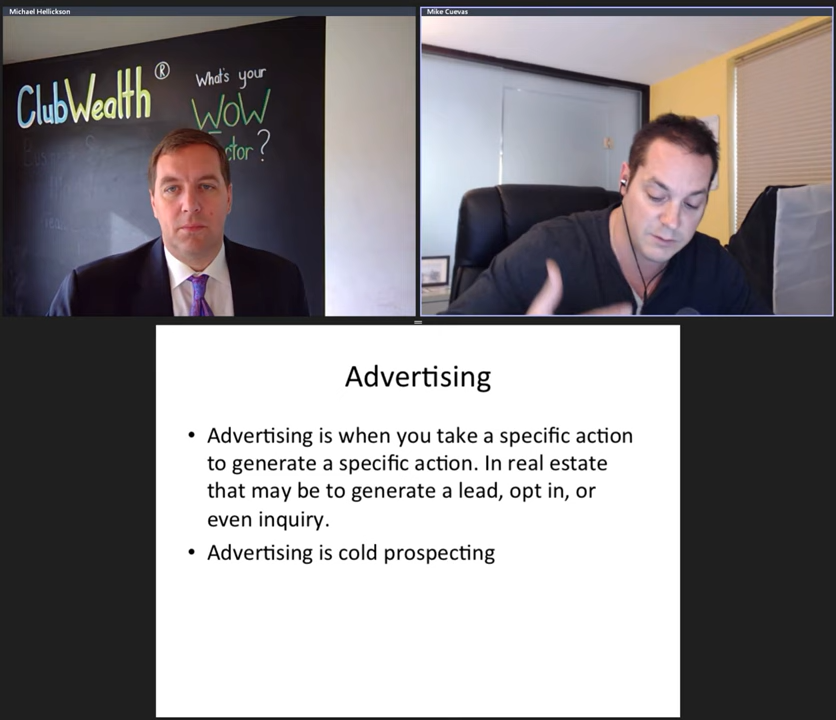 Michael Hellickson
Mike Cuevas
ClubWealth®
What's your
WOW
ctor?
Advertising
• Advertising is when you take a specific action
to generate a specific action. In real estate
that may be to generate a lead, opt in, or
even inquiry.
• Advertising is cold prospecting